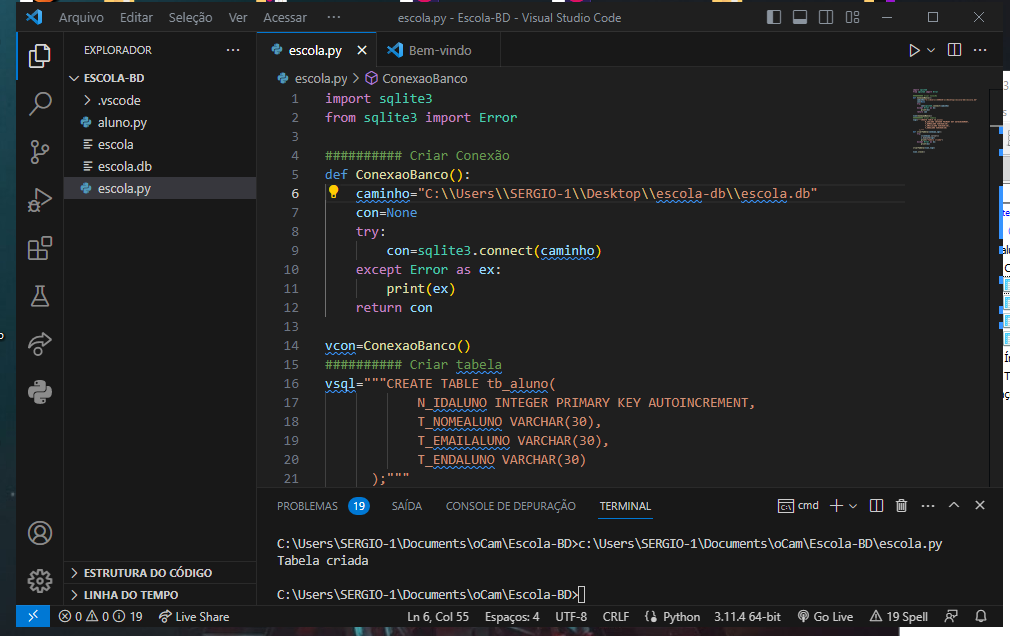 Arquivo Editar Seleção Ver Acessar ··· escola.py - Escola-BD - Visual Studio Code
EXPLORADOR ···
ESCOLA-BD
.vscode
aluno.py
escola
escola.db
escola.py
ESTRUTURA DO CÓDIGO
LINHA DO TEMPO
escola.py Bem-vindo
escola.py > ConexaoBanco
1 import sqlite3
2 from sqlite3 import Error
3
4 ########## Criar Conexão
5 def ConexaoBanco():
6 caminho="C:\\Users\\SERGIO-1\\Desktop\\escola-db\\escola.db"
7 con=None
8 try:
9 con=sqlite3.connect(caminho)
10 except Error as ex:
11 print(ex)
12 return con
13
14 vcon=ConexaoBanco()
15 ########## Criar tabela
16 vsql="""CREATE TABLE tb_aluno(
17 N_IDALUNO INTEGER PRIMARY KEY AUTOINCREMENT,
18 T_NOMEALUNO VARCHAR(30),
19 T_EMAILALUNO VARCHAR(30),
20 T_ENDALUNO VARCHAR(30)
21 );"""
PROBLEMAS 19 SAÍDA CONSOLE DE DEPURAÇÃO TERMINAL cmd
C:\Users\SERGIO-1\Documents\oCam\Escola-BD>c:\Users\SERGIO-1\Documents\oCam\Escola-BD\escola.py
Tabela criada
C:\Users\SERGIO-1\Documents\oCam\Escola-BD>
0 0 19 Live Share Ln 6, Col 55 Espaços: 4 UTF-8 CRLF Python 3.11.4 64-bit Go Live 19 Spell